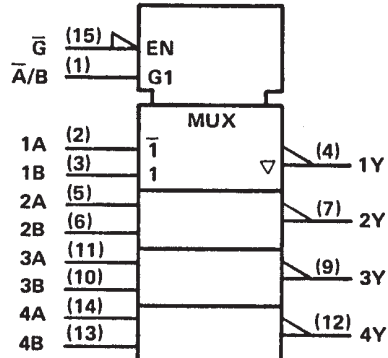 G̅ (15) EN
A̅/B (1) G1
MUX
1A (2) 1̅ (4) 1Y
1B (3) 1 ▽
2A (5) (7) 2Y
2B (6)
3A (11) (9) 3Y
3B (10)
4A (14) (12) 4Y
4B (13)